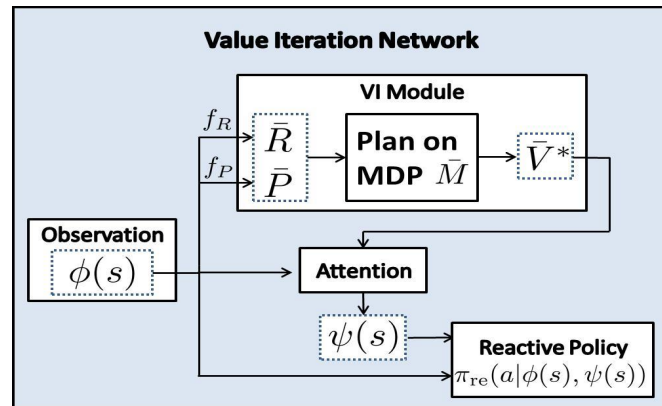 Value Iteration Network
VI Module
f_R
R̄
Plan on
MDP M̄
V̄*
f_P
P̄
Observation
ϕ(s)
Attention
ψ(s)
Reactive Policy
π_re(a|ϕ(s), ψ(s))